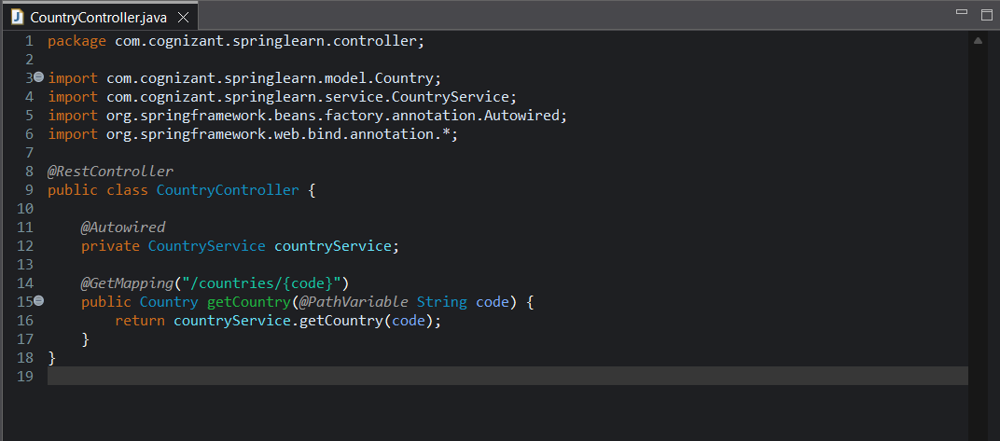 CountryController.java
1 package com.cognizant.springlearn.controller;
2
3 import com.cognizant.springlearn.model.Country;
4 import com.cognizant.springlearn.service.CountryService;
5 import org.springframework.beans.factory.annotation.Autowired;
6 import org.springframework.web.bind.annotation.*;
7
8 @RestController
9 public class CountryController {
10
11     @Autowired
12     private CountryService countryService;
13
14     @GetMapping("/countries/{code}")
15     public Country getCountry(@PathVariable String code) {
16         return countryService.getCountry(code);
17     }
18 }
19